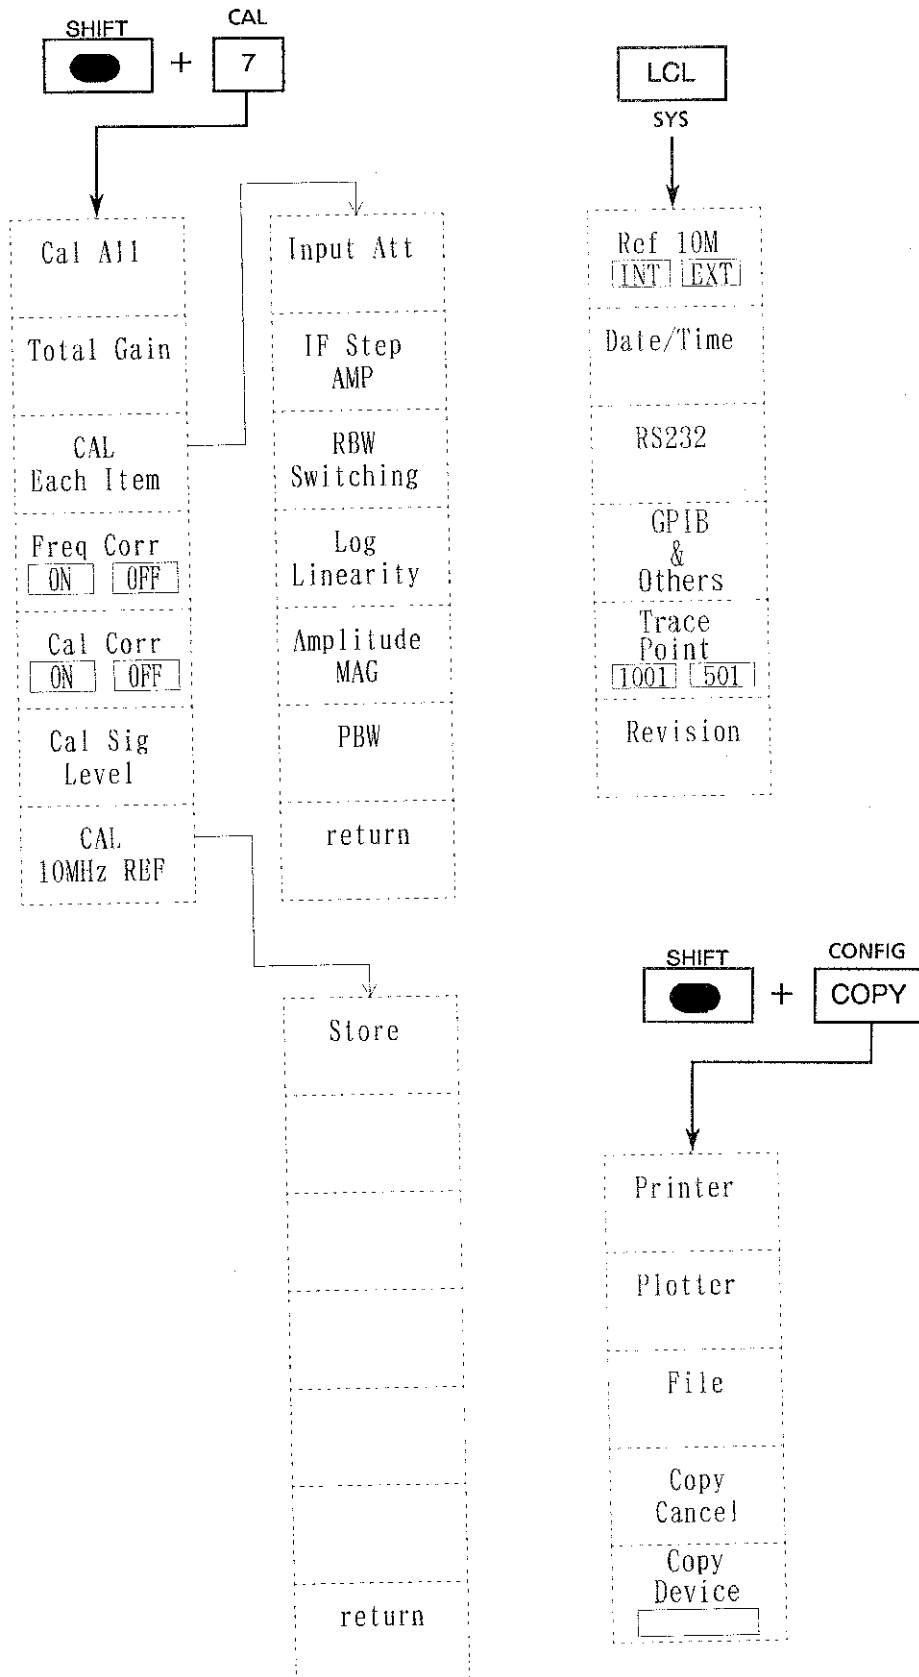 SHIFT
+
CAL
7
Cal All
Total Gain
CAL
Each Item
Freq Corr
ON OFF
Cal Corr
ON OFF
Cal Sig
Level
CAL
10MHz REF
Input Att
IF Step
AMP
RBW
Switching
Log
Linearity
Amplitude
MAG
PBW
return
Store
return
LCL
SYS
Ref 10M
INT EXT
Date/Time
RS232
GPIB
&
Others
Trace
Point
1001 501
Revision
SHIFT
+
CONFIG
COPY
Printer
Plotter
File
Copy
Cancel
Copy
Device